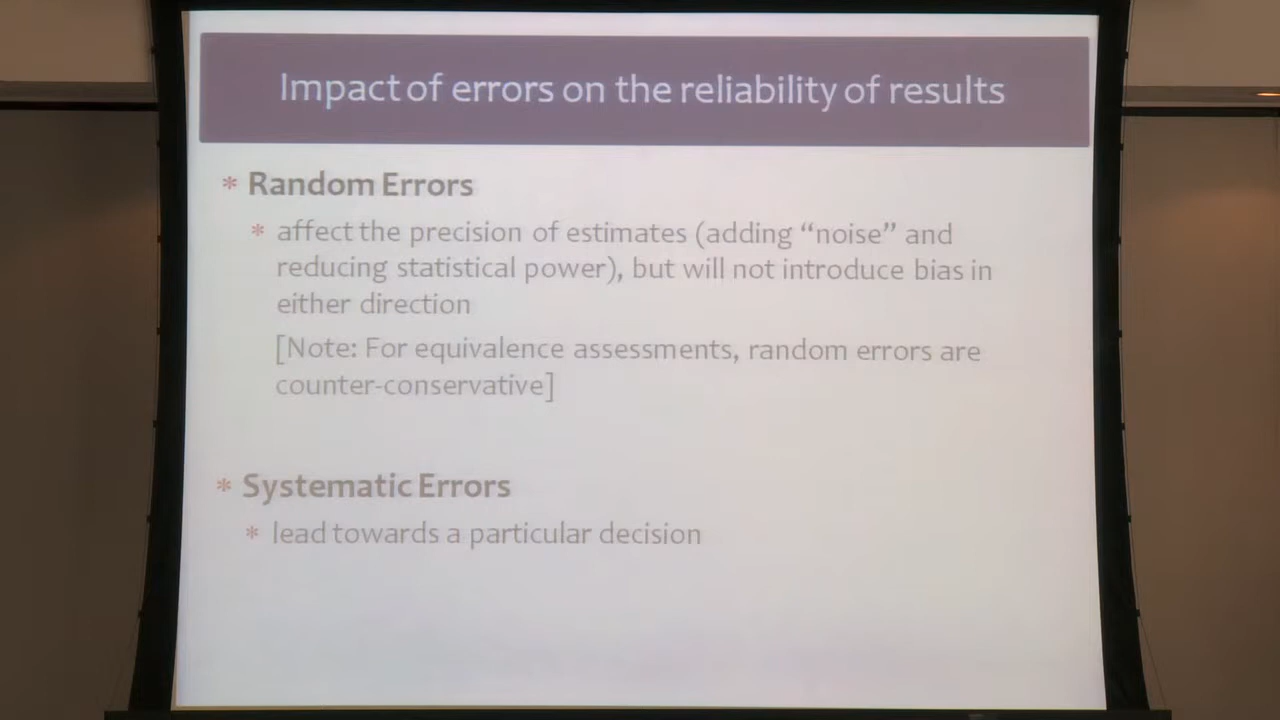 Impact of errors on the reliability of results
* Random Errors
* affect the precision of estimates (adding “noise” and
reducing statistical power), but will not introduce bias in
either direction
[Note: For equivalence assessments, random errors are
counter-conservative]
* Systematic Errors
* lead towards a particular decision